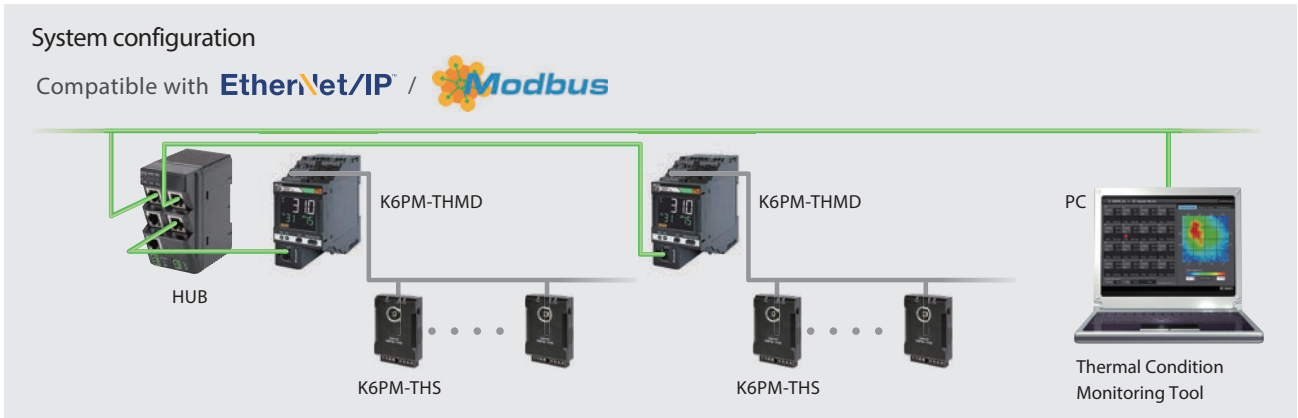 System configuration
Compatible with EtherNet/IP™ / Modbus
K6PM-THMD
K6PM-THMD
PC
HUB
K6PM-THS
K6PM-THS
Thermal Condition
Monitoring Tool